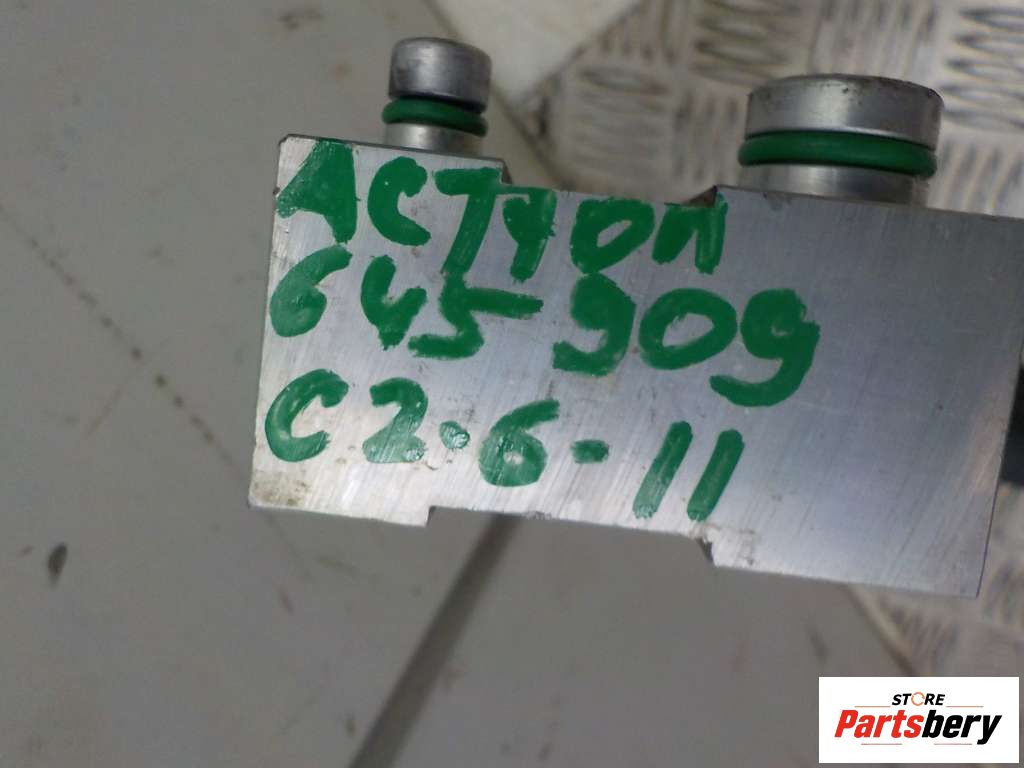 ACTYON
645-909
C2.6-11
STORE
Partsbery